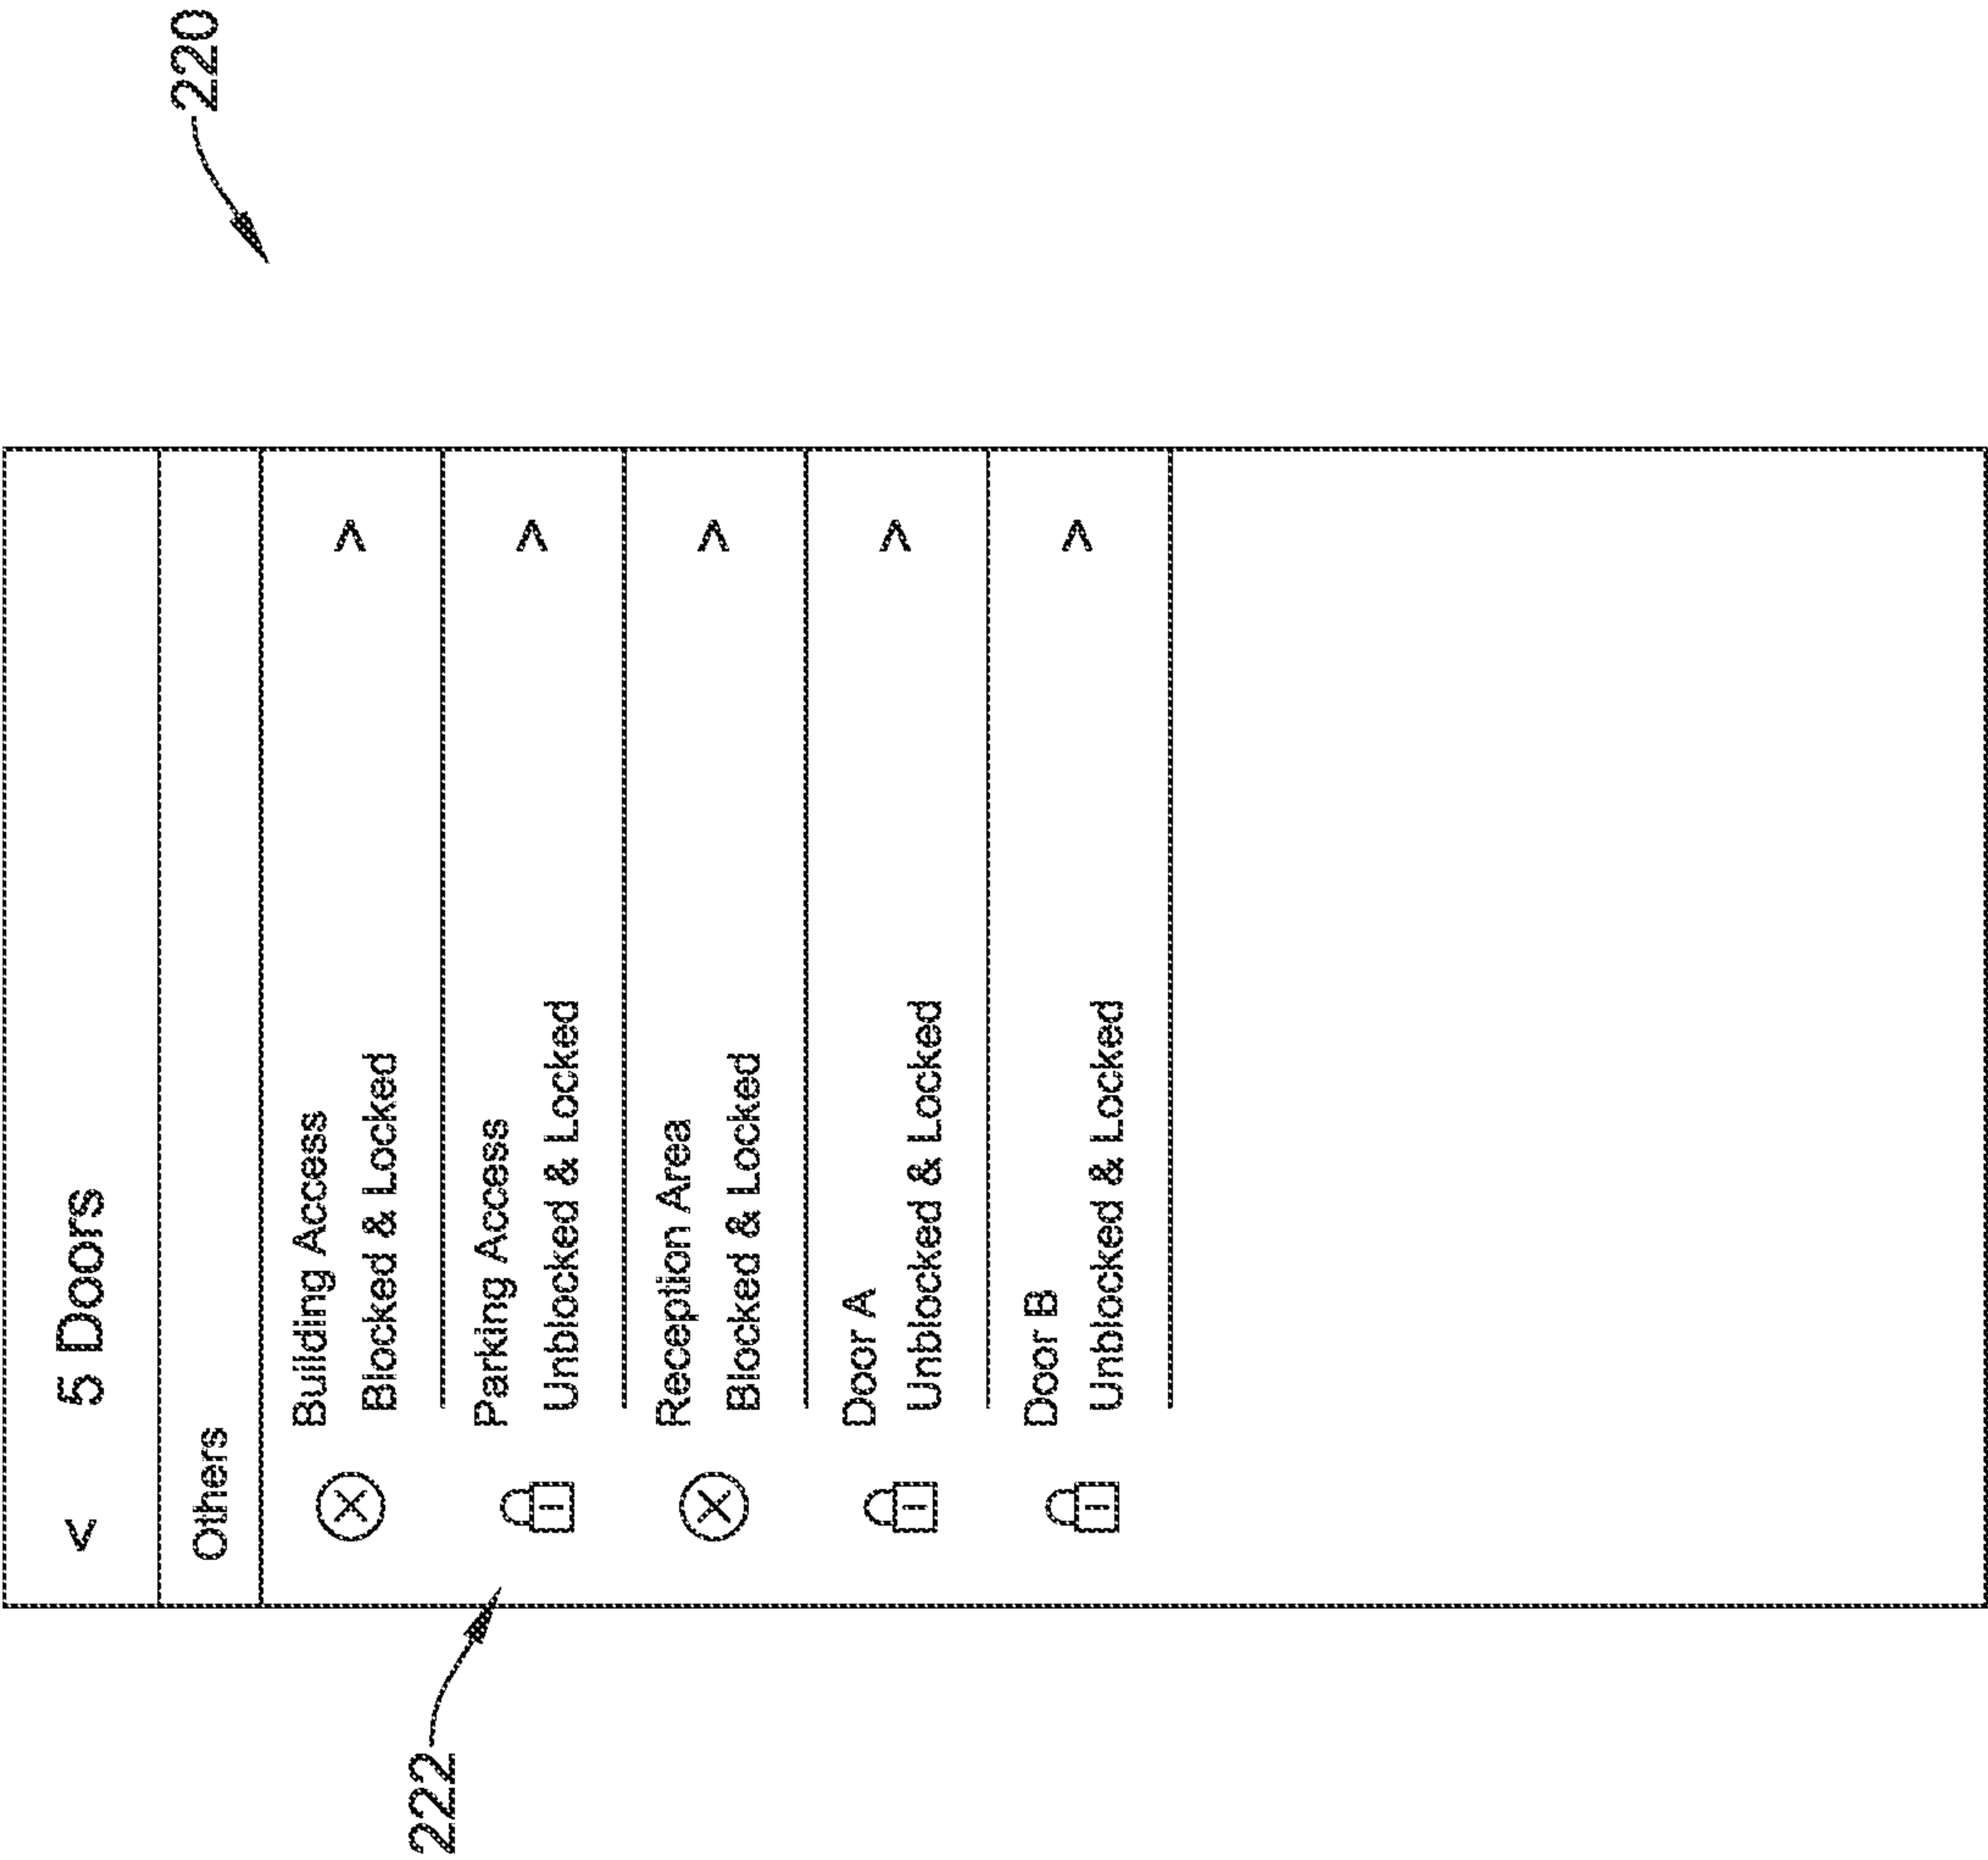 220
< 5 Doors
Others
Building Access >
Blocked & Locked
Parking Access >
Unblocked & Locked
Reception Area >
Blocked & Locked
Door A >
Unblocked & Locked
Door B >
Unblocked & Locked
222